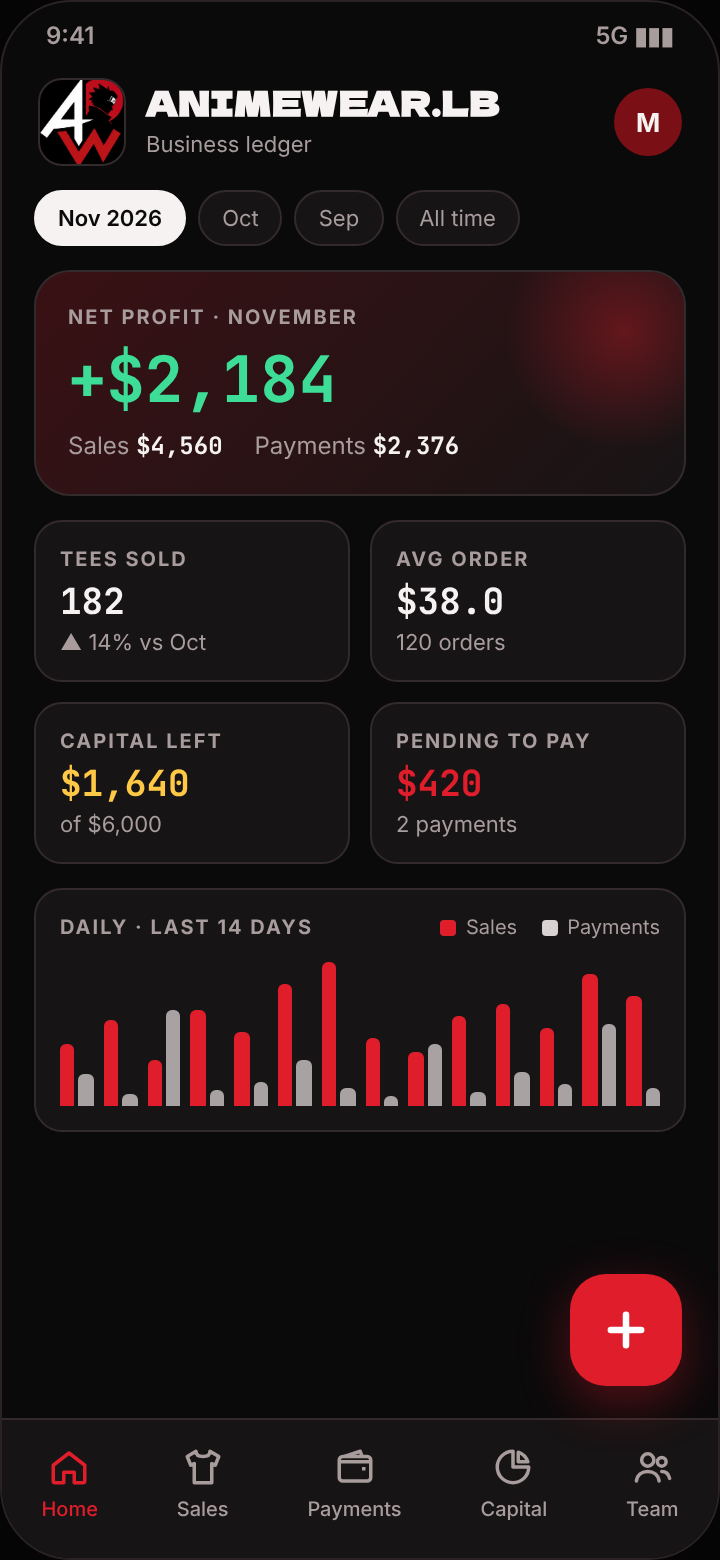 9:41 5G
AW
ANIMEWEAR.LB
Business ledger
M
Nov 2026 Oct Sep All time
NET PROFIT · NOVEMBER
+$2,184
Sales $4,560 Payments $2,376
TEES SOLD
182
▲ 14% vs Oct
AVG ORDER
$38.0
120 orders
CAPITAL LEFT
$1,640
of $6,000
PENDING TO PAY
$420
2 payments
DAILY · LAST 14 DAYS
Sales Payments
+
Home Sales Payments Capital Team